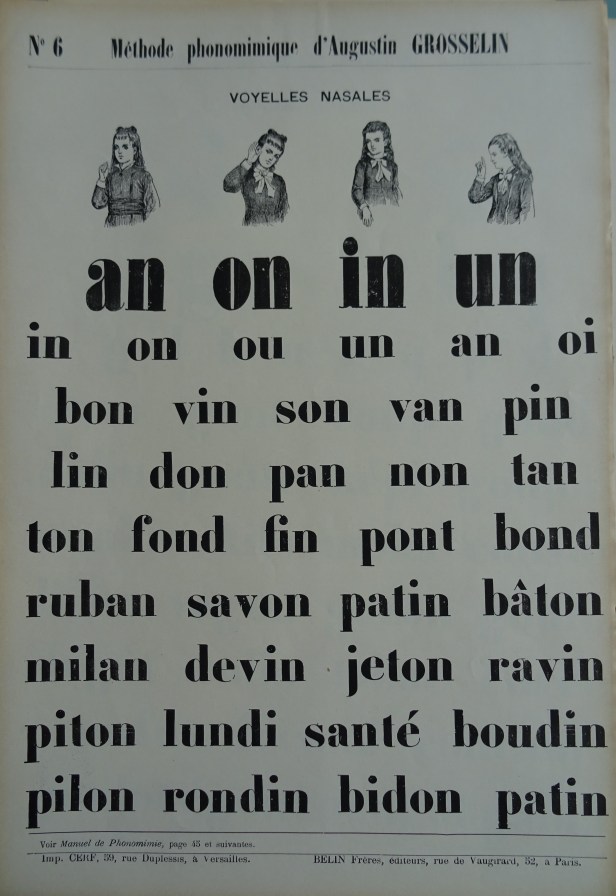 Nº 6 Méthode phonomimique d'Augustin GROSSELIN
VOYELLES NASALES
an on in un
in on ou un an oi
bon vin son van pin
lin don pan non tan
ton fond fin pont bond
ruban savon patin bâton
milan devin jeton ravin
piton lundi santé boudin
pilon rondin bidon patin
Voir Manuel de Phonomimie, page 45 et suivantes.
Imp. CERF, 59, rue Duplessis, à Versailles. BELIN Frères, éditeurs, rue de Vaugirard, 52, à Paris.